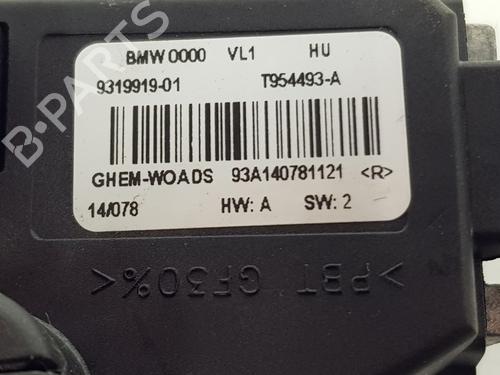 BMW 0000 VL1 HU
9319919-01 T954493-A
GHEM-WOADS 93A140781121 <R>
14/078 HW: A SW: 2
>PBT GF30%<
B-PARTS